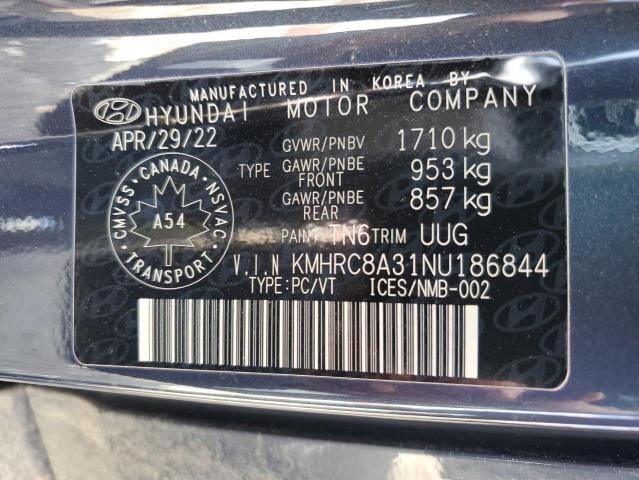 MANUFACTURED IN KOREA BY
HYUNDAI MOTOR COMPANY
APR/29/22
GVWR/PNBV 1710 kg
TYPE GAWR/PNBE FRONT 953 kg
GAWR/PNBE REAR 857 kg
CANADA
CMVSS NSVAC
A54
TRANSPORT
PAINT TN6 TRIM UUG
V.I.N KMHRC8A31NU186844
TYPE:PC/VT ICES/NMB-002